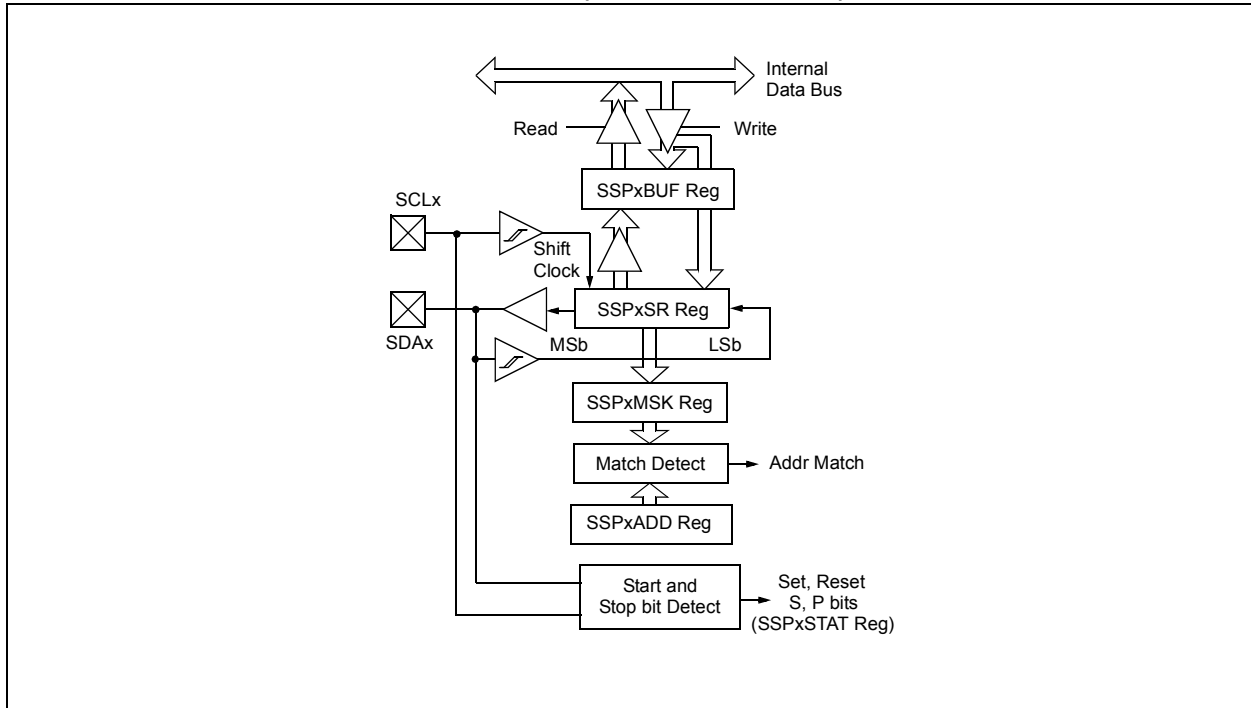 Internal
Data Bus
Read
Write
SSPxBUF Reg
SCLx
Shift
Clock
SSPxSR Reg
SDAx
MSb
LSb
SSPxMSK Reg
Match Detect
Addr Match
SSPxADD Reg
Start and
Stop bit Detect
Set, Reset
S, P bits
(SSPxSTAT Reg)